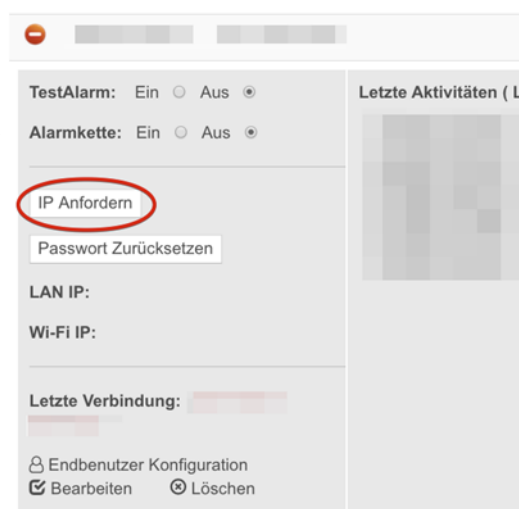 TestAlarm: Ein Aus
Letzte Aktivitäten ( L
Alarmkette: Ein Aus
IP Anfordern
Passwort Zurücksetzen
LAN IP:
Wi-Fi IP:
Letzte Verbindung:
Endbenutzer Konfiguration
Bearbeiten Löschen